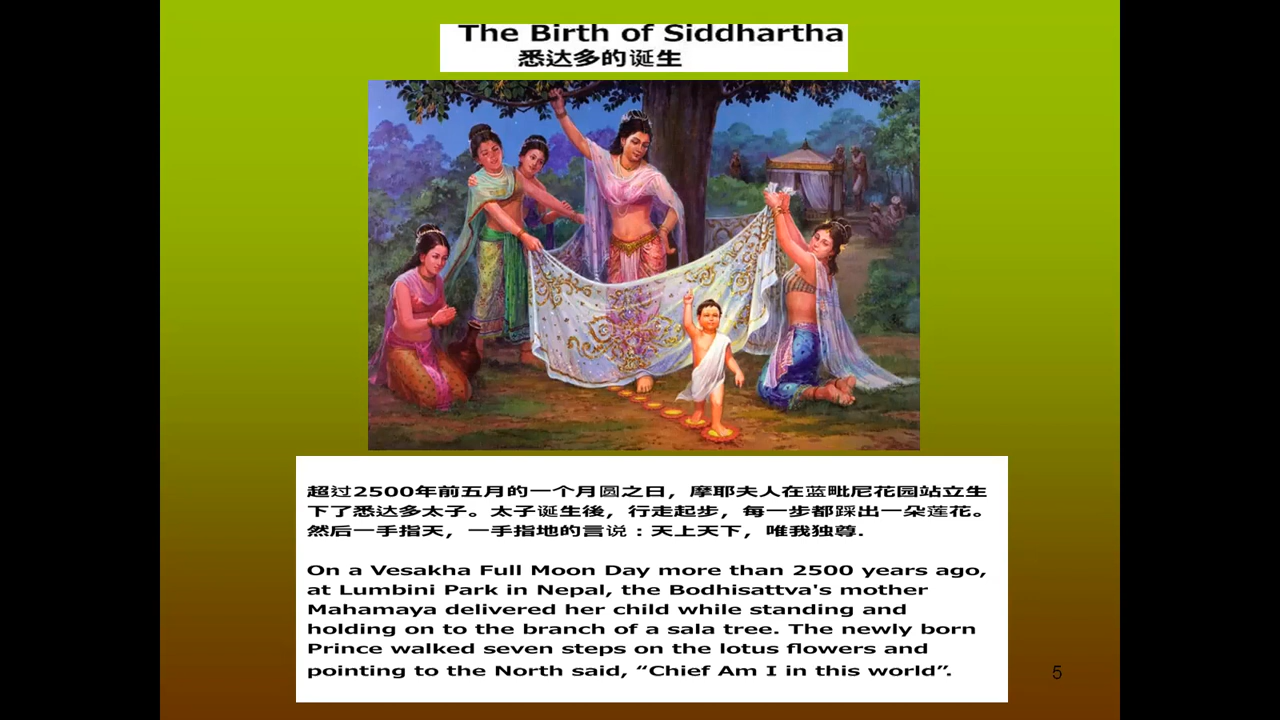 The Birth of Siddhartha
悉达多的诞生
超过2500年前五月的一个月圆之日，摩耶夫人在蓝毗尼花园站立生
下了悉达多太子。太子诞生後，行走起步，每一步都踩出一朵莲花。
然后一手指天，一手指地的言说：天上天下，唯我独尊.
On a Vesakha Full Moon Day more than 2500 years ago,
at Lumbini Park in Nepal, the Bodhisattva's mother
Mahamaya delivered her child while standing and
holding on to the branch of a sala tree. The newly born
Prince walked seven steps on the lotus flowers and
pointing to the North said, “Chief Am I in this world”.
5